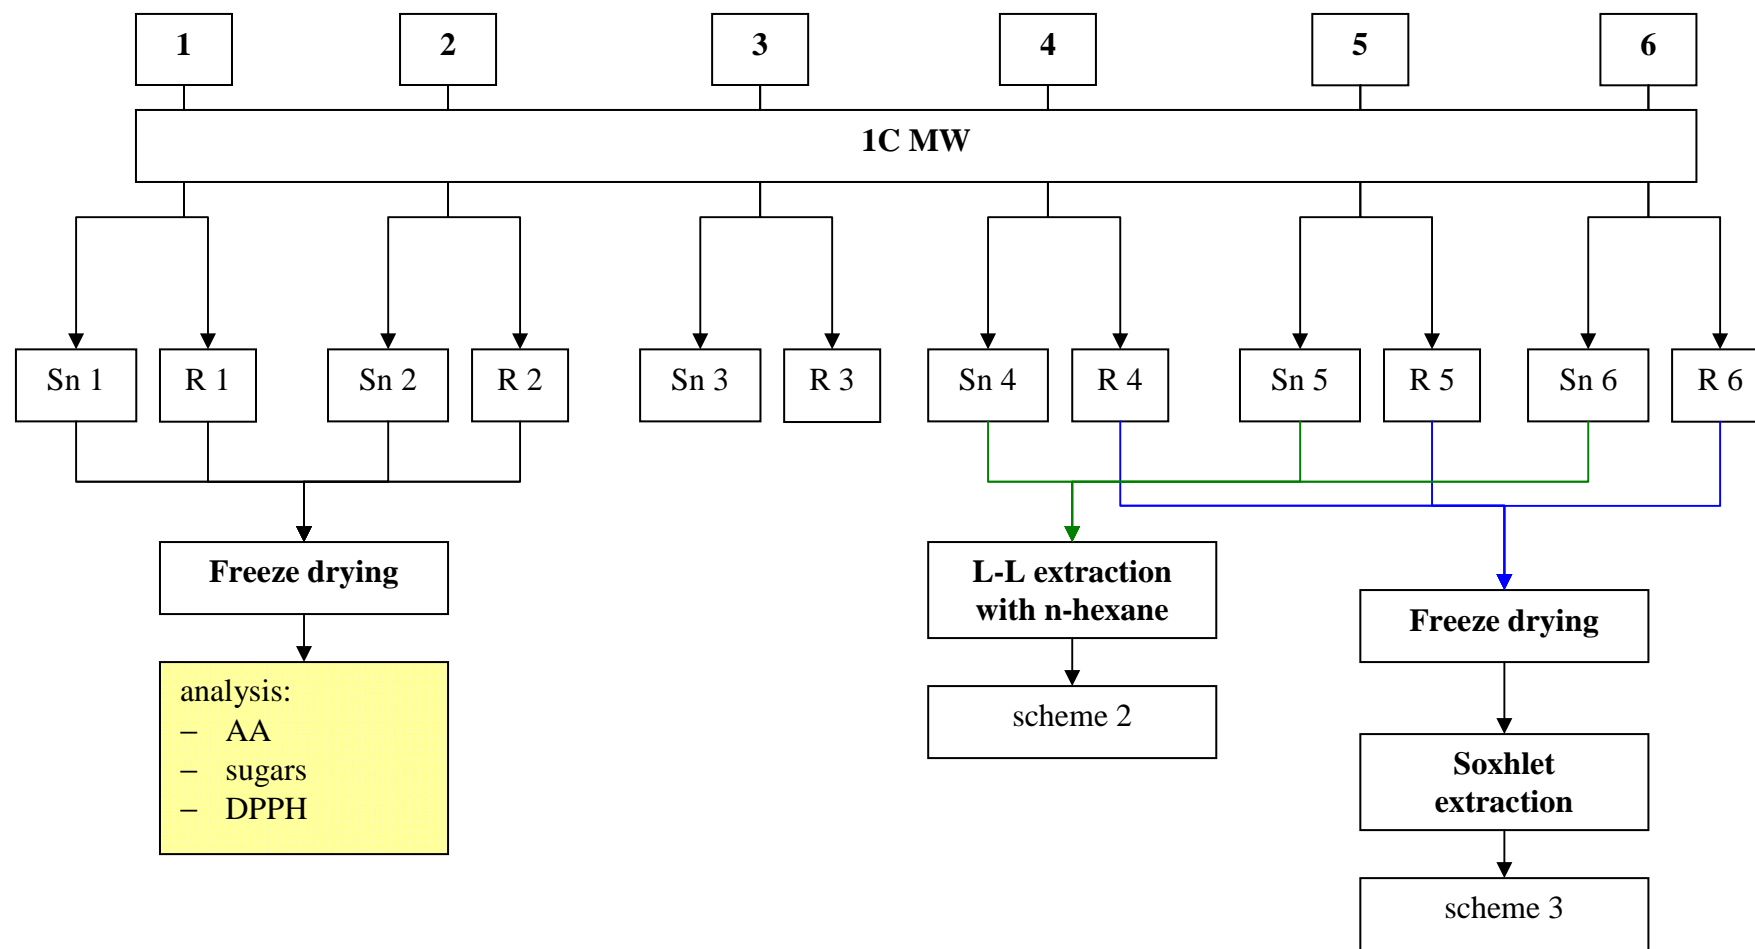 1
2
3
4
5
6
1C MW
Sn 1
R 1
Sn 2
R 2
Sn 3
R 3
Sn 4
R 4
Sn 5
R 5
Sn 6
R 6
Freeze drying
analysis:
– AA
– sugars
– DPPH
L-L extraction
with n-hexane
scheme 2
Freeze drying
Soxhlet
extraction
scheme 3